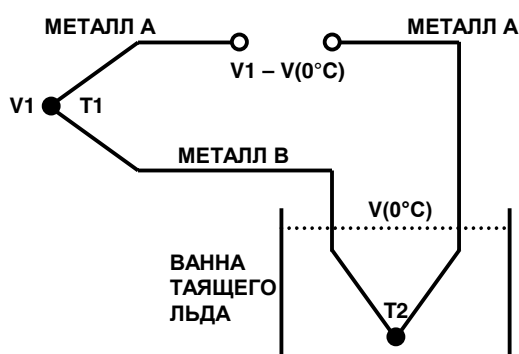 МЕТАЛЛ А
МЕТАЛЛ А
V1 – V(0°C)
V1
T1
МЕТАЛЛ В
V(0°C)
ВАННА
ТАЯЩЕГО
ЛЬДА
T2